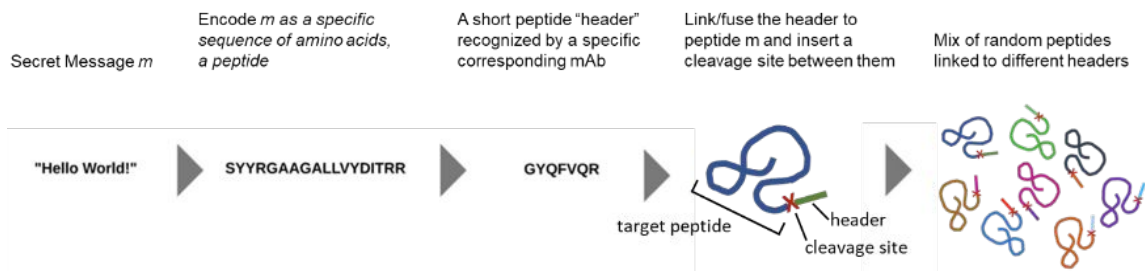 Secret Message m
Encode m as a specific
sequence of amino acids,
a peptide
A short peptide “header”
recognized by a specific
corresponding mAb
Link/fuse the header to
peptide m and insert a
cleavage site between them
Mix of random peptides
linked to different headers
"Hello World!"
SYYRGAAGALLVYDITRR
GYQFVQR
target peptide
header
cleavage site